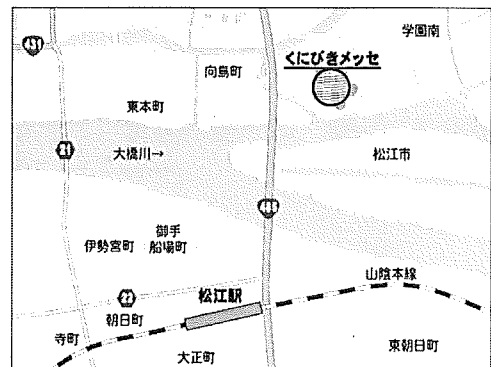 学園南
くにびきメッセ
431
向島町
東本町
21
大橋川→
松江市
御手
船場町
伊勢宮町
山陰本線
22
松江駅
朝日町
寺町
大正町
東朝日町